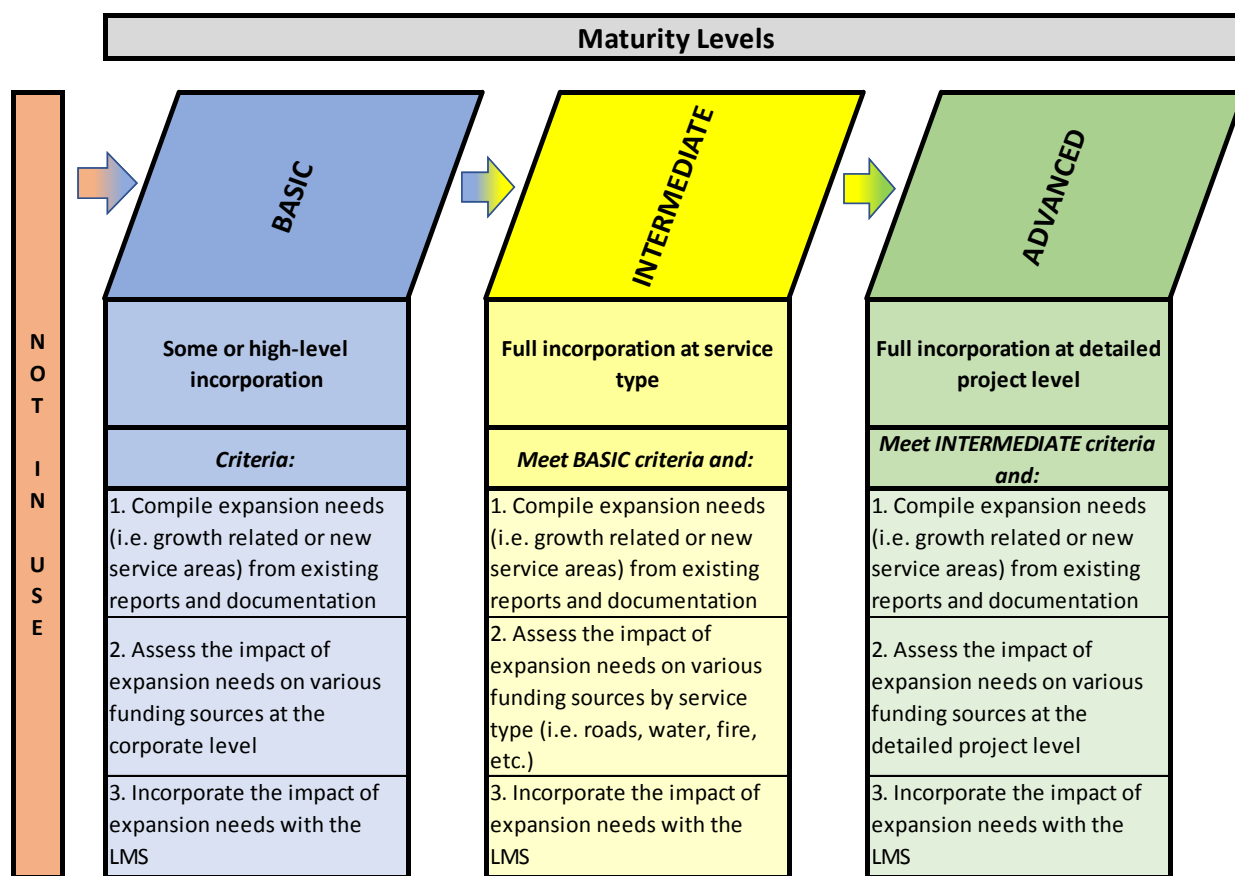 Maturity Levels
NOT IN USE
BASIC
Some or high-level
incorporation
Criteria:
1. Compile expansion needs
(i.e. growth related or new
service areas) from existing
reports and documentation
2. Assess the impact of
expansion needs on various
funding sources at the
corporate level
3. Incorporate the impact of
expansion needs with the
LMS
INTERMEDIATE
Full incorporation at service
type
Meet BASIC criteria and:
1. Compile expansion needs
(i.e. growth related or new
service areas) from existing
reports and documentation
2. Assess the impact of
expansion needs on various
funding sources by service
type (i.e. roads, water, fire,
etc.)
3. Incorporate the impact of
expansion needs with the
LMS
ADVANCED
Full incorporation at detailed
project level
Meet INTERMEDIATE criteria
and:
1. Compile expansion needs
(i.e. growth related or new
service areas) from existing
reports and documentation
2. Assess the impact of
expansion needs on various
funding sources at the
detailed project level
3. Incorporate the impact of
expansion needs with the
LMS